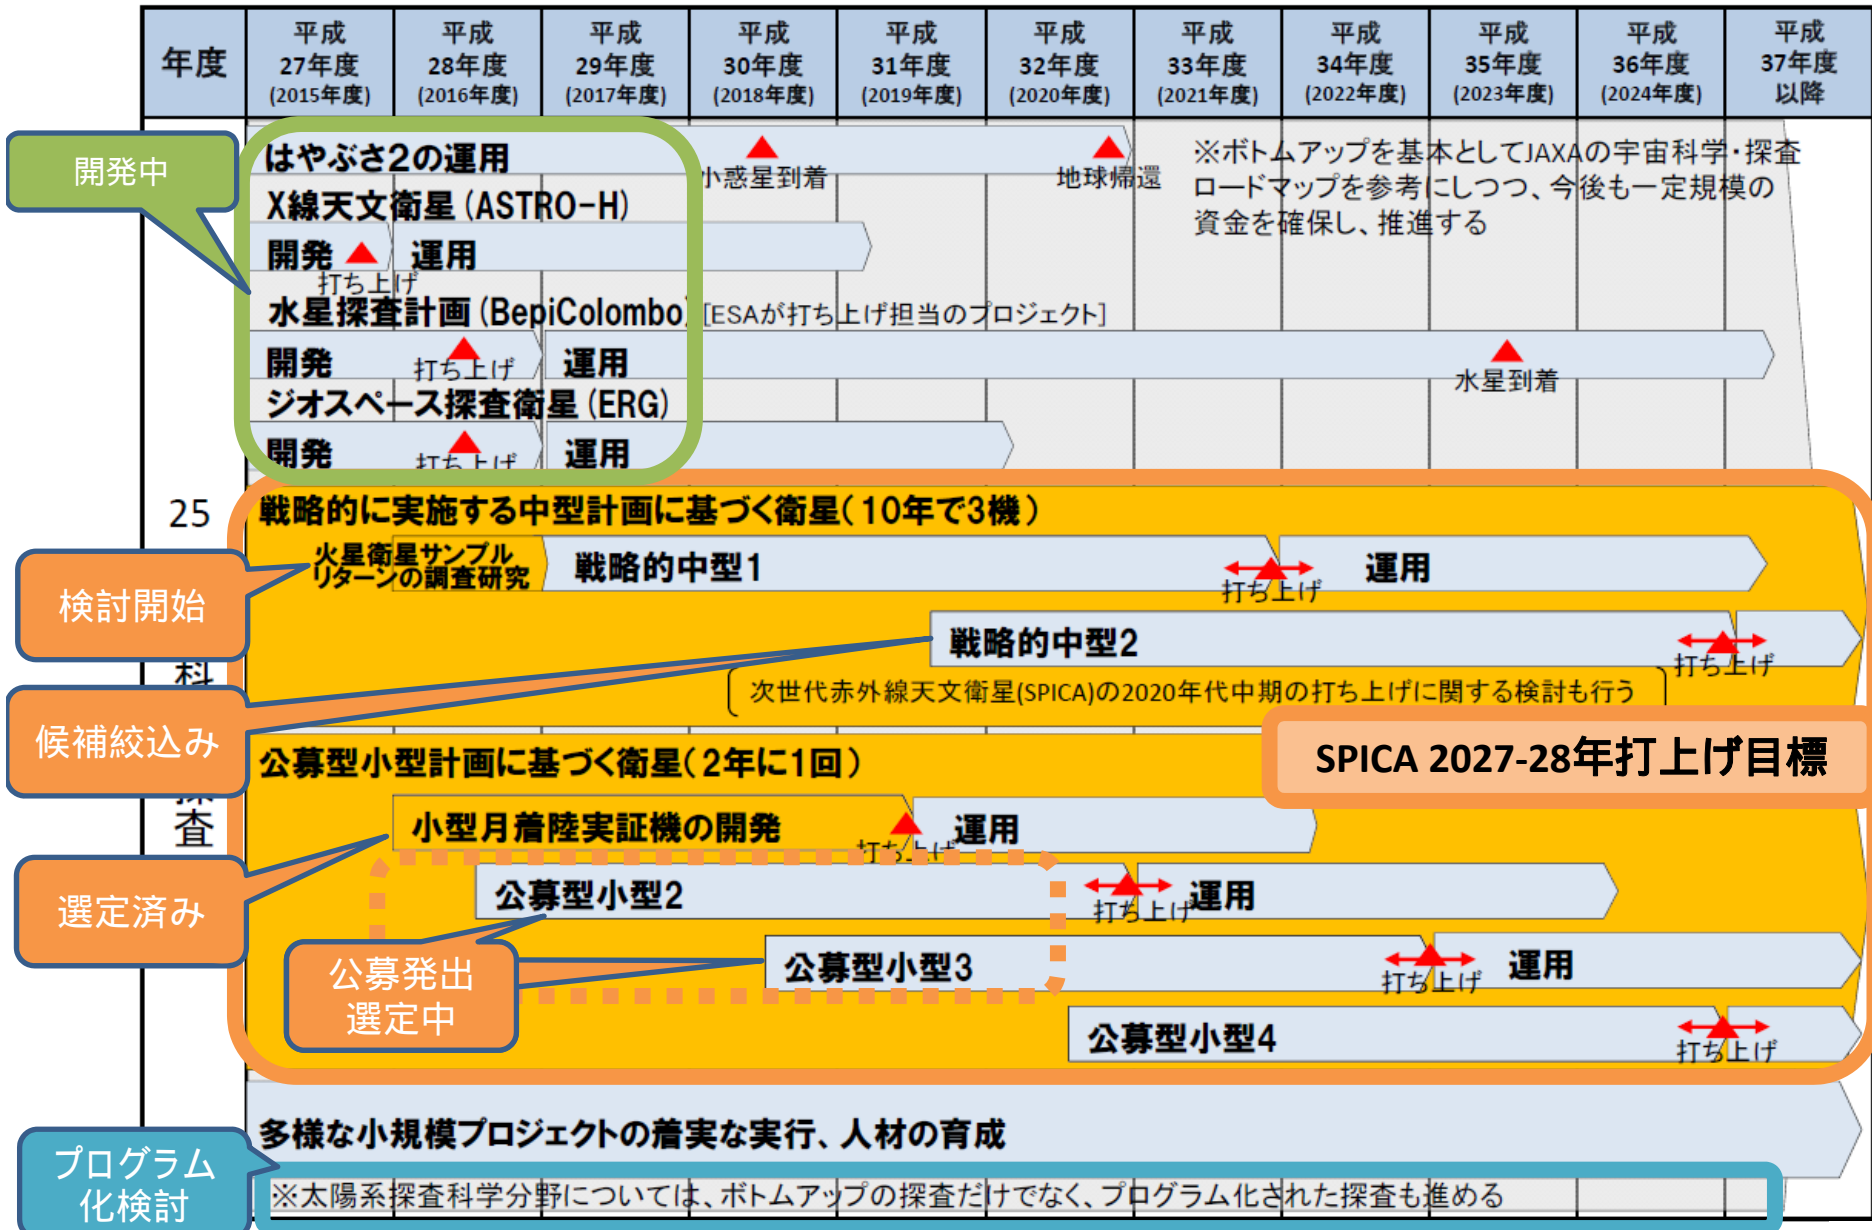 年度
平成
27年度
(2015年度)
平成
28年度
(2016年度)
平成
29年度
(2017年度)
平成
30年度
(2018年度)
平成
31年度
(2019年度)
平成
32年度
(2020年度)
平成
33年度
(2021年度)
平成
34年度
(2022年度)
平成
35年度
(2023年度)
平成
36年度
(2024年度)
平成
37年度
以降
開発中
はやぶさ2の運用
小惑星到着
地球帰還
※ボトムアップを基本としてJAXAの宇宙科学・探査
ロードマップを参考にしつつ、今後も一定規模の
資金を確保し、推進する
X線天文衛星(ASTRO-H)
開発
運用
打ち上げ
水星探査計画(BepiColombo)[ESAが打ち上げ担当のプロジェクト]
開発
打ち上げ
運用
水星到着
ジオスペース探査衛星(ERG)
開発
打ち上げ
運用
25
科
査
戦略的に実施する中型計画に基づく衛星(10年で3機)
検討開始
火星衛星サンプル
リターンの調査研究
戦略的中型1
打ち上げ
運用
戦略的中型2
打ち上げ
次世代赤外線天文衛星(SPICA)の2020年代中期の打ち上げに関する検討も行う
候補絞込み
SPICA 2027-28年打上げ目標
公募型小型計画に基づく衛星(2年に1回)
選定済み
小型月着陸実証機の開発
打ち上げ
運用
公募型小型2
打ち上げ
運用
公募発出
選定中
公募型小型3
打ち上げ
運用
公募型小型4
打ち上げ
多様な小規模プロジェクトの着実な実行、人材の育成
プログラム
化検討
※太陽系探査科学分野については、ボトムアップの探査だけでなく、プログラム化された探査も進める